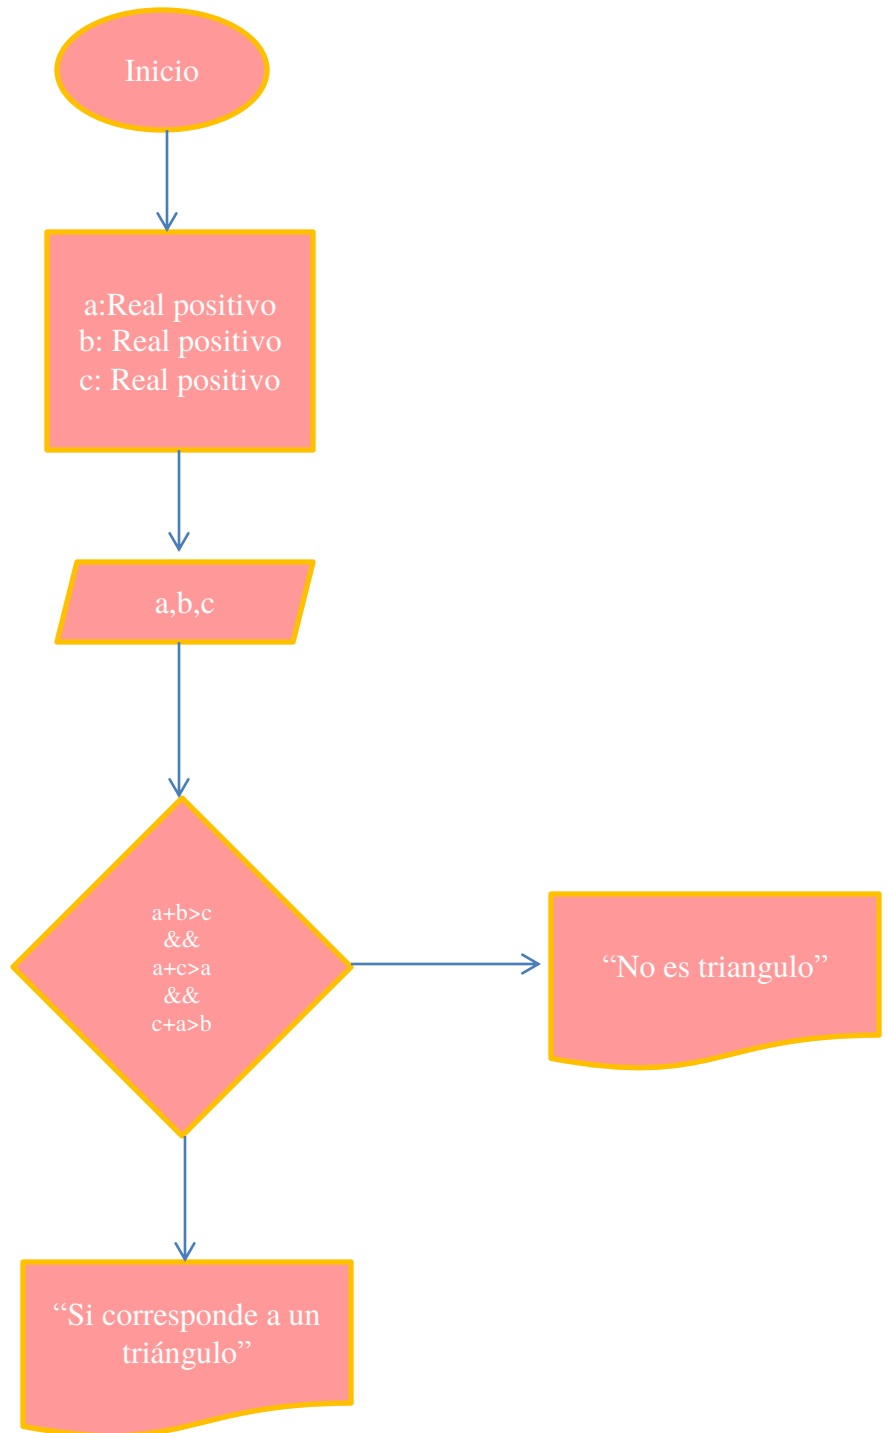 Inicio
a:Real positivo
b: Real positivo
c: Real positivo
a,b,c
a+b>c
&&
a+c>a
&&
c+a>b
“No es triangulo”
“Si corresponde a un
triángulo”